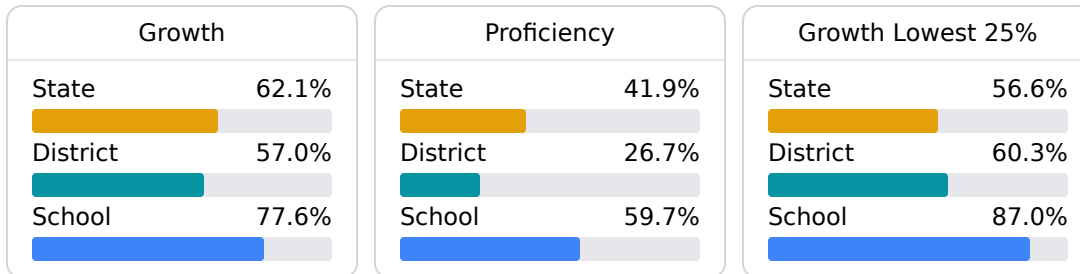 Growth
State 62.1%
District 57.0%
School 77.6%
Proficiency
State 41.9%
District 26.7%
School 59.7%
Growth Lowest 25%
State 56.6%
District 60.3%
School 87.0%